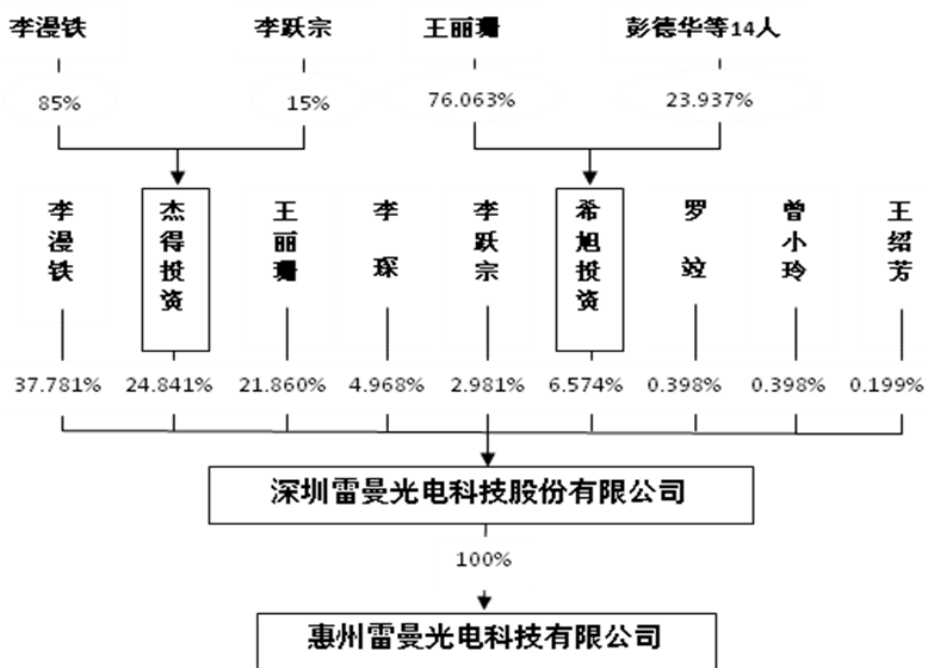 李漫铁 李跃宗 王丽珊 彭德华等14人
85% 15% 76.063% 23.937%
李漫铁 杰得投资 王丽珊 李琛 李跃宗 希旭投资 罗竝 曾小玲 王绍芳
37.781% 24.841% 21.860% 4.968% 2.981% 6.574% 0.398% 0.398% 0.199%
深圳雷曼光电科技股份有限公司
100%
惠州雷曼光电科技有限公司